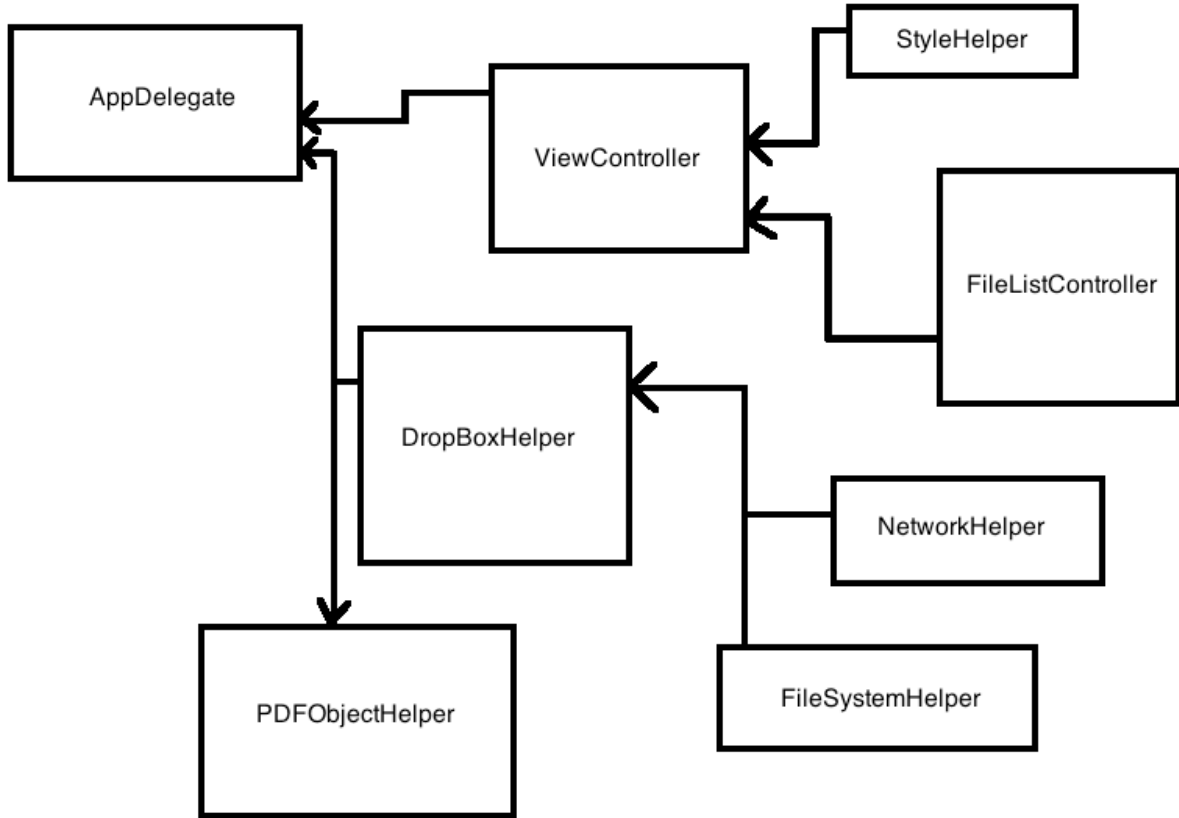 StyleHelper
AppDelegate
ViewController
FileListController
DropBoxHelper
NetworkHelper
FileSystemHelper
PDFObjectHelper